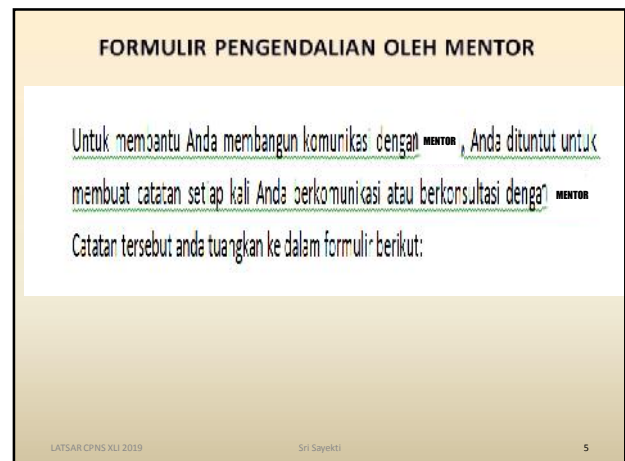 FORMULIR PENGENDALIAN OLEH MENTOR
Untuk membantu Anda membangun komunikasi dengan MENTOR , Anda dituntut untuk
membuat catatan setiap kali Anda berkomunikasi atau berkonsultasi dengan MENTOR
Catatan tersebut anda tuangkan ke dalam formulir berikut:
LATSAR CPNS XLI 2019 Sri Sayekti 5